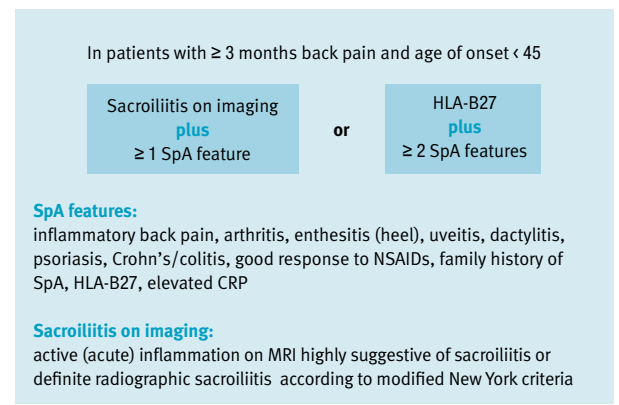 In patients with ≥ 3 months back pain and age of onset < 45
Sacroiliitis on imaging
plus
≥ 1 SpA feature
or
HLA-B27
plus
≥ 2 SpA features
SpA features:
inflammatory back pain, arthritis, enthesitis (heel), uveitis, dactylitis,
psoriasis, Crohn's/colitis, good response to NSAIDs, family history of
SpA, HLA-B27, elevated CRP
Sacroiliitis on imaging:
active (acute) inflammation on MRI highly suggestive of sacroiliitis or
definite radiographic sacroiliitis according to modified New York criteria